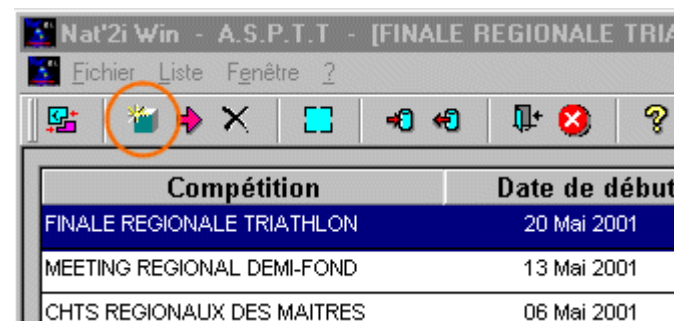 Nat'2i Win - A.S.P.T.T - [FINALE REGIONALE TRIA
Fichier Liste Fenêtre ?
Compétition Date de début
FINALE REGIONALE TRIATHLON 20 Mai 2001
MEETING REGIONAL DEMI-FOND 13 Mai 2001
CHTS REGIONAUX DES MAITRES 06 Mai 2001